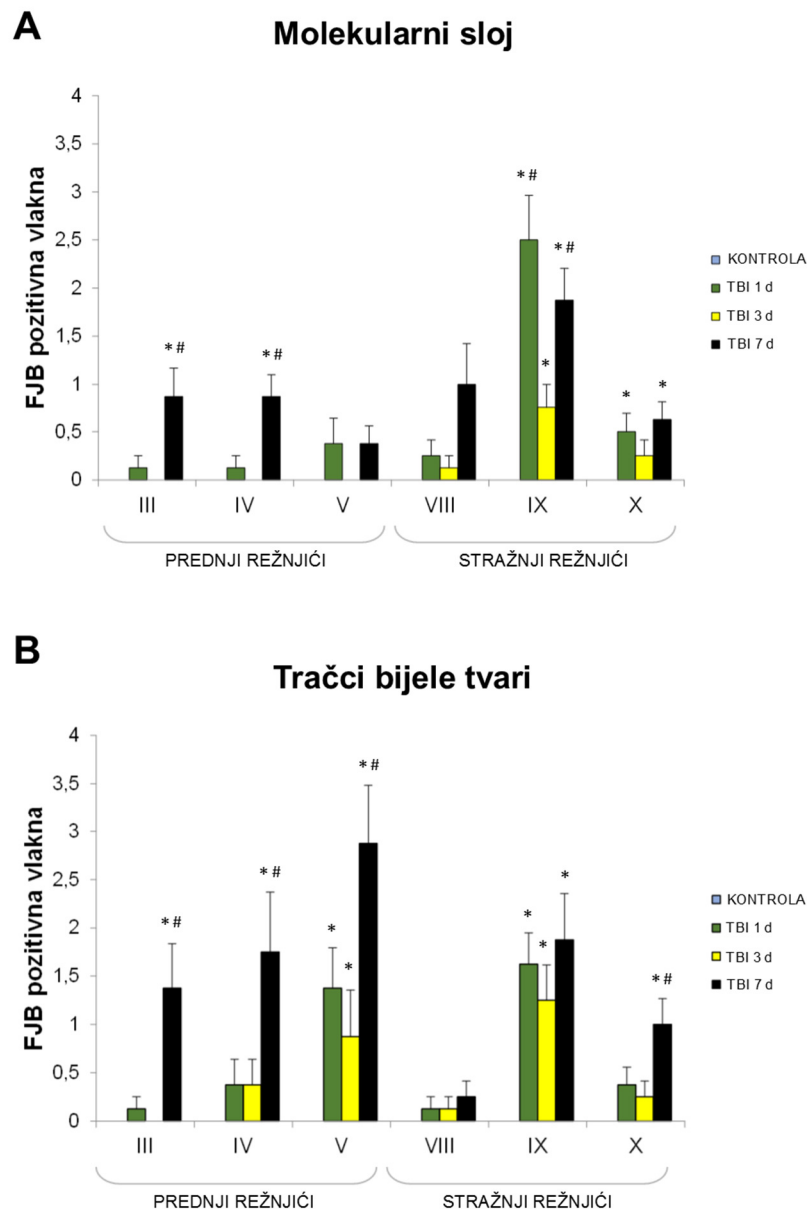 A
Molekularni sloj
FJB pozitivna vlakna
4
3,5
3
2,5
2
1,5
1
0,5
0
*#
*#
*#
*
*#
*
*
III
IV
V
VIII
IX
X
PREDNJI REŽNJIĆI
STRAŽNJI REŽNJIĆI
KONTROLA
TBI 1 d
TBI 3 d
TBI 7 d
B
Tračci bijele tvari
FJB pozitivna vlakna
4
3,5
3
2,5
2
1,5
1
0,5
0
*#
*#
*
*
*#
*
*
*
*#
III
IV
V
VIII
IX
X
PREDNJI REŽNJIĆI
STRAŽNJI REŽNJIĆI
KONTROLA
TBI 1 d
TBI 3 d
TBI 7 d